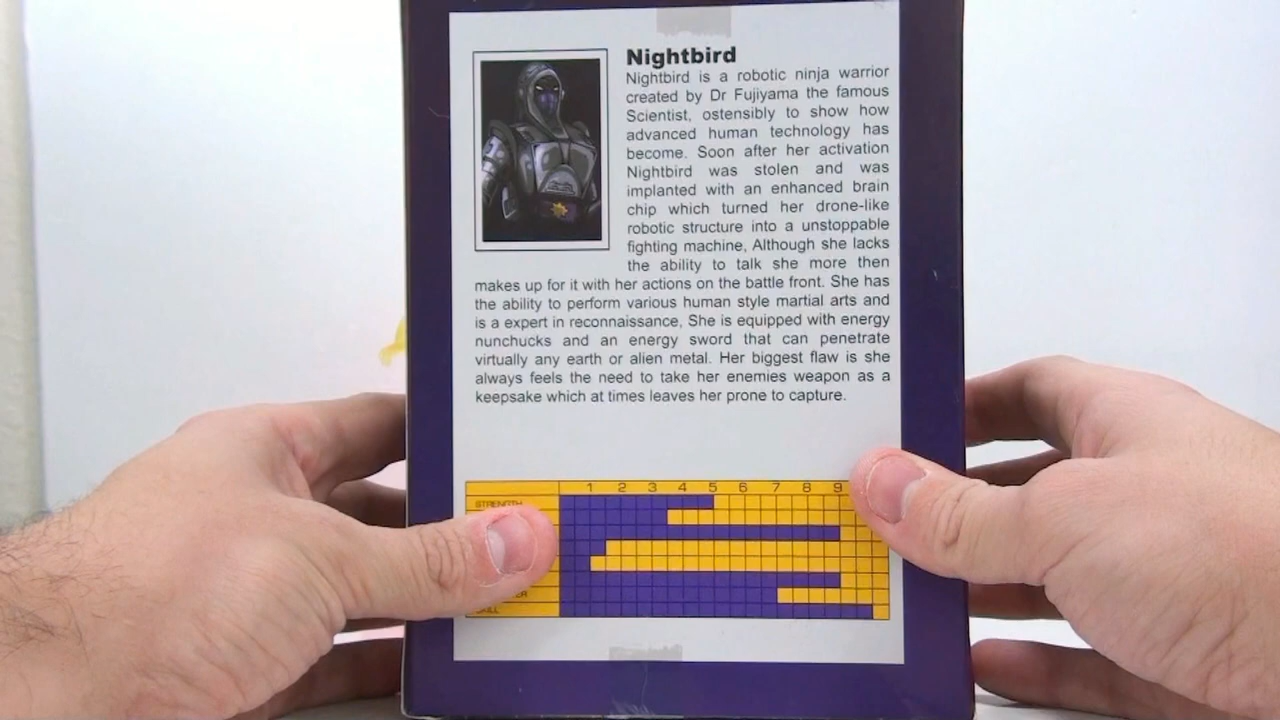 Nightbird
Nightbird is a robotic ninja warrior
created by Dr Fujiyama the famous
Scientist, ostensibly to show how
advanced human technology has
become. Soon after her activation
Nightbird was stolen and was
implanted with an enhanced brain
chip which turned her drone-like
robotic structure into a unstoppable
fighting machine, Although she lacks
the ability to talk she more then
makes up for it with her actions on the battle front. She has
the ability to perform various human style martial arts and
is a expert in reconnaissance, She is equipped with energy
nunchucks and an energy sword that can penetrate
virtually any earth or alien metal. Her biggest flaw is she
always feels the need to take her enemies weapon as a
keepsake which at times leaves her prone to capture.
1 2 3 4 5 6 7 8 9
STRENGTH